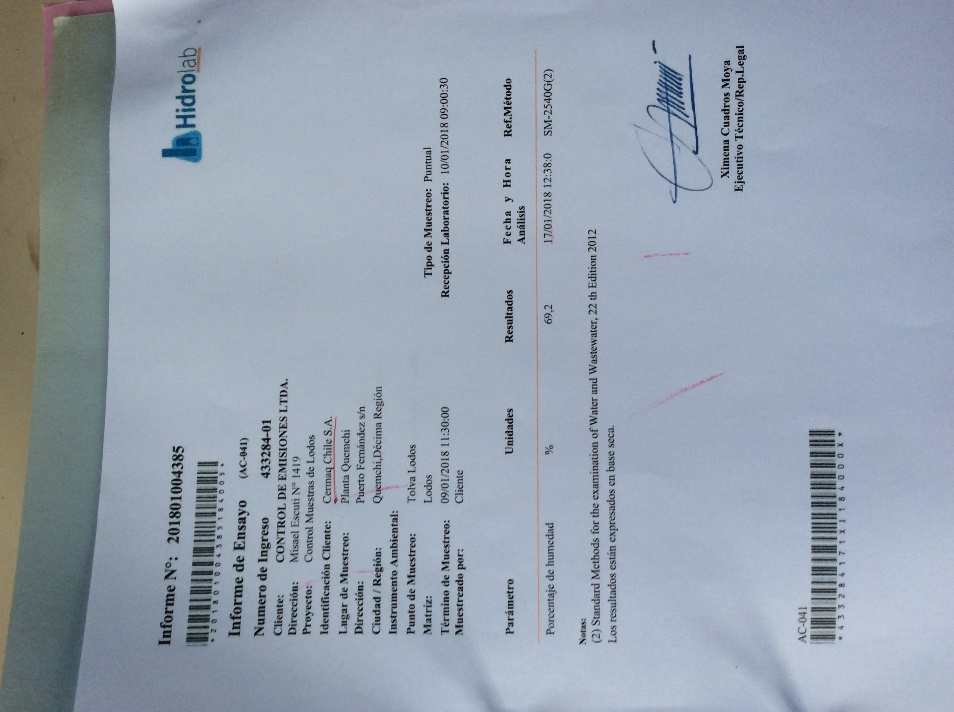 Hidrolab
Informe N°: 20180104385
*20180100438518400 5*
Informe de Ensayo (AC-041)
Numero de Ingreso 433284-01
Cliente: CONTROL DE EMISIONES LTDA.
Dirección: Misael Escuti N° 1419
Proyecto: Control Muestras de Lodos
Identificación Cliente: Cermaq Chile S.A.
Lugar de Muestreo: Planta Quemchi
Dirección: Puerto Fernández s/n
Ciudad / Región: Quemchi,Décima Región
Instrumento Ambiental:
Punto de Muestreo: Tolva Lodos
Tipo de Muestreo: Puntual
Matríz: Lodos
Recepción Laboratorio: 10/01/2018 09:00:30
Término de Muestreo: 09/01/2018 11:30:00
Muestreado por: Cliente
Parámetro Unidades Resultados Fecha y Hora Análisis Ref.Método
Porcentaje de humedad % 69,2 17/01/2018 12:38:0 SM-2540G(2)
Notas:
(2) Standard Methods for the examination of Water and Wastewater, 22 th Edition 2012
Los resultados están expresados en base seca.
Ximena Cuadros Moya
Ejecutivo Técnico/Rep.Legal
AC-041
*433284171X1184000X*